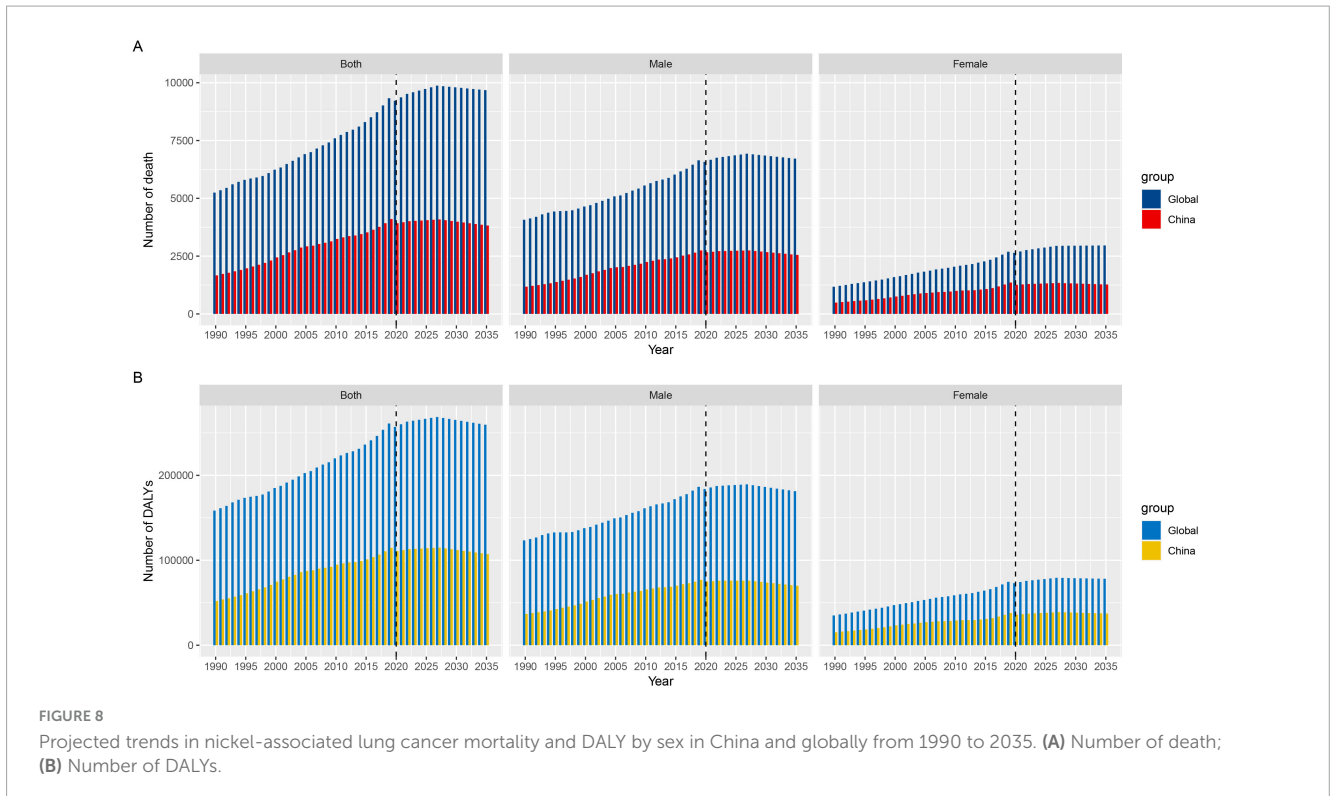 A
Both Male Female
10000
7500
5000
2500
0
Number of death
1990 1995 2000 2005 2010 2015 2020 2025 2030 2035 1990 1995 2000 2005 2010 2015 2020 2025 2030 2035 1990 1995 2000 2005 2010 2015 2020 2025 2030 2035
Year
group
Global
China
B
Both Male Female
200000
100000
0
Number of DALYs
1990 1995 2000 2005 2010 2015 2020 2025 2030 2035 1990 1995 2000 2005 2010 2015 2020 2025 2030 2035 1990 1995 2000 2005 2010 2015 2020 2025 2030 2035
Year
group
Global
China
FIGURE 8
Projected trends in nickel-associated lung cancer mortality and DALY by sex in China and globally from 1990 to 2035. (A) Number of death;
(B) Number of DALYs.